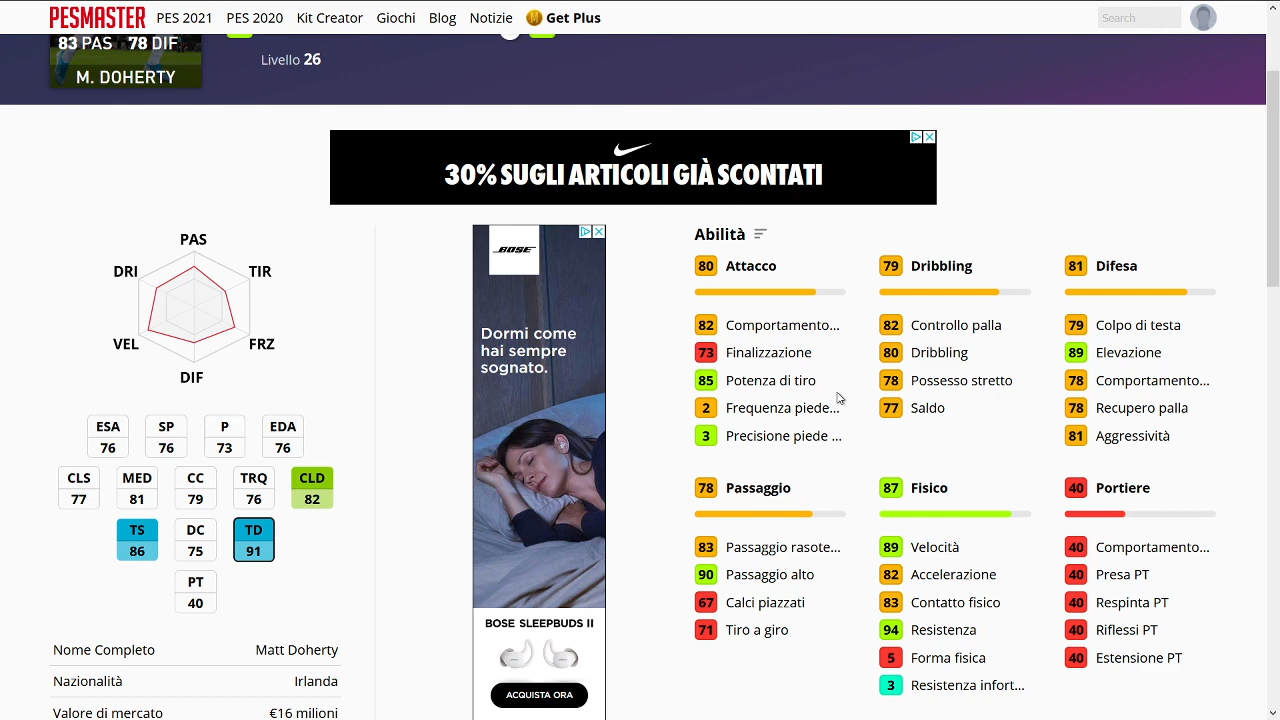 PESMASTER PES 2021 PES 2020 Kit Creator Giochi Blog Notizie M Get Plus Search
83 PAS 78 DIF
M. DOHERTY
Livello 26
30% SUGLI ARTICOLI GIÀ SCONTATI
PAS
DRI TIR
VEL FRZ
DIF
ESA SP P EDA
76 76 73 76
CLS MED CC TRQ CLD
77 81 79 76 82
TS DC TD
86 75 91
PT
40
Nome Completo Matt Doherty
Nazionalità Irlanda
Valore di mercato €16 milioni
BOSE
Dormi come
hai sempre
sognato.
BOSE SLEEPBUDS II
ACQUISTA ORA
Abilità
80 Attacco
82 Comportamento...
73 Finalizzazione
85 Potenza di tiro
2 Frequenza piede...
3 Precisione piede ...
79 Dribbling
82 Controllo palla
80 Dribbling
78 Possesso stretto
77 Saldo
81 Difesa
79 Colpo di testa
89 Elevazione
78 Comportamento...
78 Recupero palla
81 Aggressività
78 Passaggio
83 Passaggio rasote...
90 Passaggio alto
67 Calci piazzati
71 Tiro a giro
87 Fisico
89 Velocità
82 Accelerazione
83 Contatto fisico
94 Resistenza
5 Forma fisica
3 Resistenza infort...
40 Portiere
40 Comportamento...
40 Presa PT
40 Respinta PT
40 Riflessi PT
40 Estensione PT